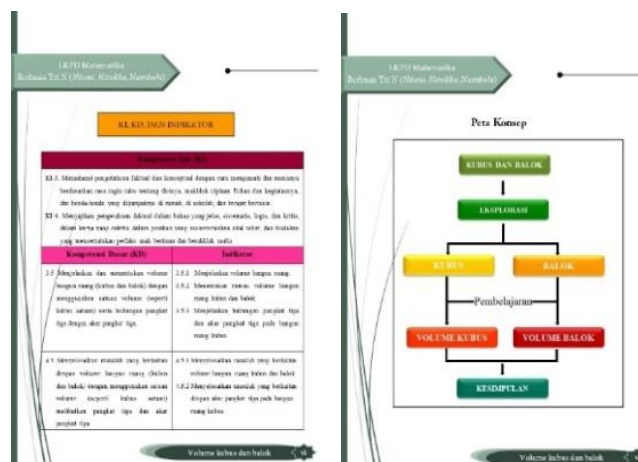 LKPD Matematika
Berbasis Tri N (Niteni, Nirokke, Nambahi)
KI, KD, DAN INDIKATOR
Kompetensi Inti (KI)
KI 3. Memahami pengetahuan faktual dan konseptual dengan cara mengamati dan menanya
berdasarkan rasa ingin tahu tentang dirinya, makhluk ciptaan Tuhan dan kegiatannya,
dan benda-benda yang dijumpainya di rumah, di sekolah, dan tempat bermain.
KI 4. Menyajikan pengetahuan faktual dalam bahasa yang jelas, sistematis, logis, dan kritis,
dalam karya yang estetis, dalam gerakan yang mencerminkan anak sehat, dan tindakan
yang mencerminkan perilaku anak beriman dan berakhlak mulia
Kompetensi Dasar (KD)
Indikator
3.5 Menjelaskan dan menentukan volume
bangun ruang (kubus dan balok) dengan
menggunakan satuan volume (seperti
kubus satuan) serta hubungan pangkat
tiga dengan akar pangkat tiga.
3.5.1 Menjelaskan volume bangun ruang.
3.5.2 Menentukan rumus volume bangun
ruang kubus dan balok
3.5.3 Menjelaskan hubungan pangkat tiga
dan akar pangkat tiga pada bangun
ruang kubus.
4.5 Menyelesaikan masalah yang berkaitan
dengan volume bangun ruang (kubus
dan balok) dengan menggunakan satuan
volume (seperti kubus satuan)
melibatkan pangkat tiga dan akar
pangkat tiga
4.5.1 Menyelesaikan masalah yang berkaitan
volume bangun ruang kubus dan balok
4.5.2 Menyelesaikan masalah yang berkaitan
dengan akar pangkat tiga pada bangun
ruang kubus.
Volume kubus dan balok
LKPD Matematika
Berbasis Tri N (Niteni, Nirokke, Nambahi)
Peta Konsep
KUBUS DAN BALOK
EKSPLORASI
KUBUS
BALOK
Pembelajaran
VOLUME KUBUS
VOLUME BALOK
KESIMPULAN
Volume kubus dan balok